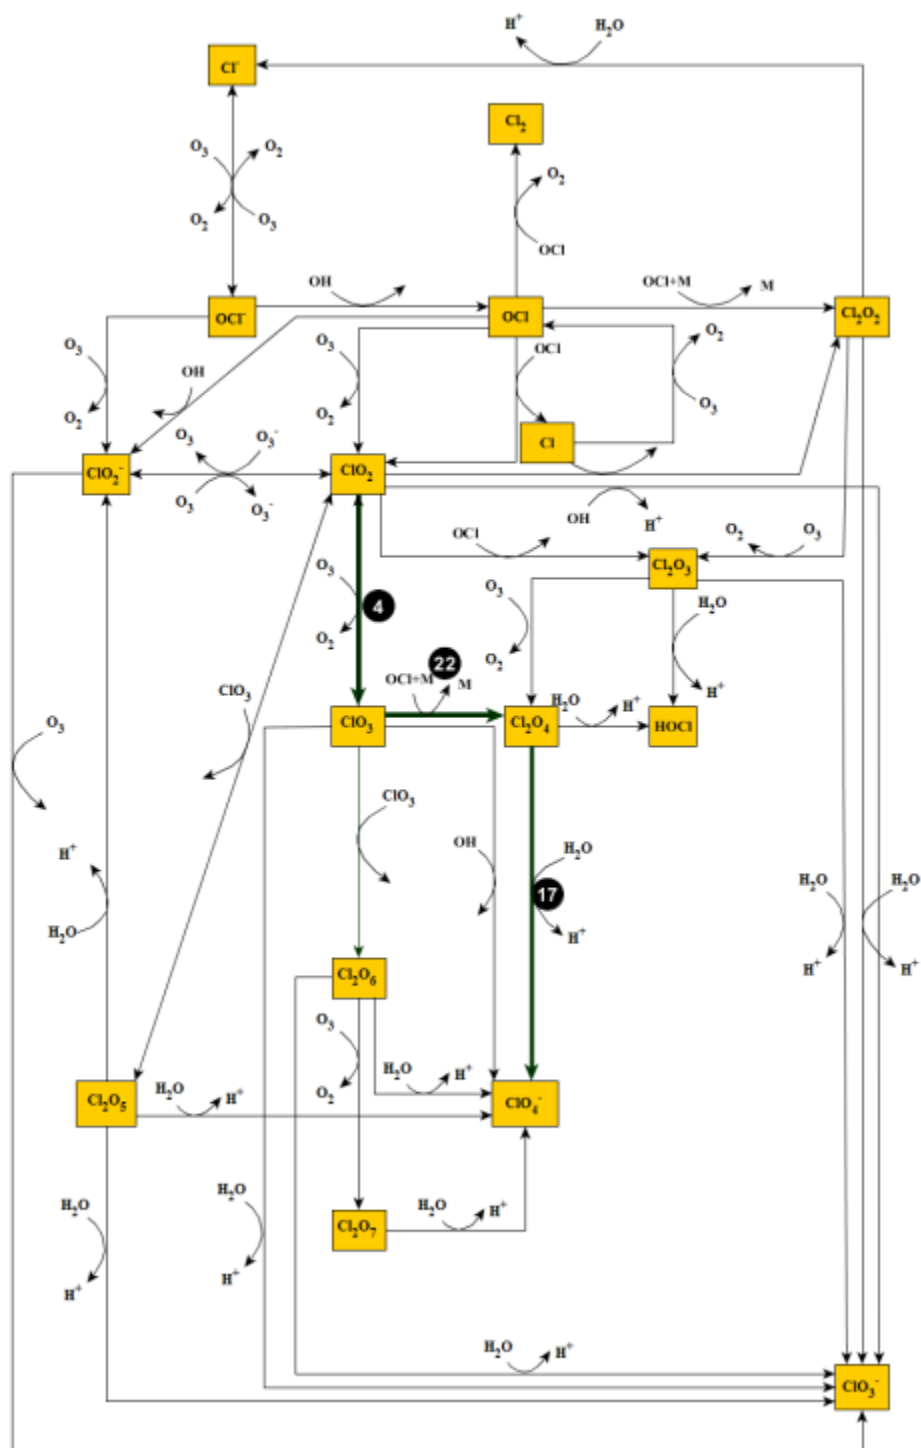 H⁺ H₂O
Cl⁻
Cl₂
O₃ O₂
O₂
O₂ O₃
OCl
OH OCl+M M
OCl⁻ OCl Cl₂O₂
O₃ O₃ OCl O₂
OH
O₂ O₂ O₃
Cl
O₃ O₃⁻
ClO₂⁻ ClO₂
O₃ O₃⁻ OH H⁺
OCl O₂ O₃
Cl₂O₃
O₃ O₃
4 H₂O
O₂ O₂
22
OCl+M M H⁺
ClO₃ H₂O H⁺
O₃ ClO₃ Cl₂O₄ HOCl
ClO₃
OH H₂O
H⁺
17 H₂O H₂O
H₂O H⁺
H⁺ H⁺
Cl₂O₆
O₃
H₂O H⁺
O₂
Cl₂O₅ H₂O H⁺ ClO₄⁻
H₂O H₂O
Cl₂O₇ H₂O H⁺
H⁺ H⁺
H₂O H⁺
ClO₃⁻